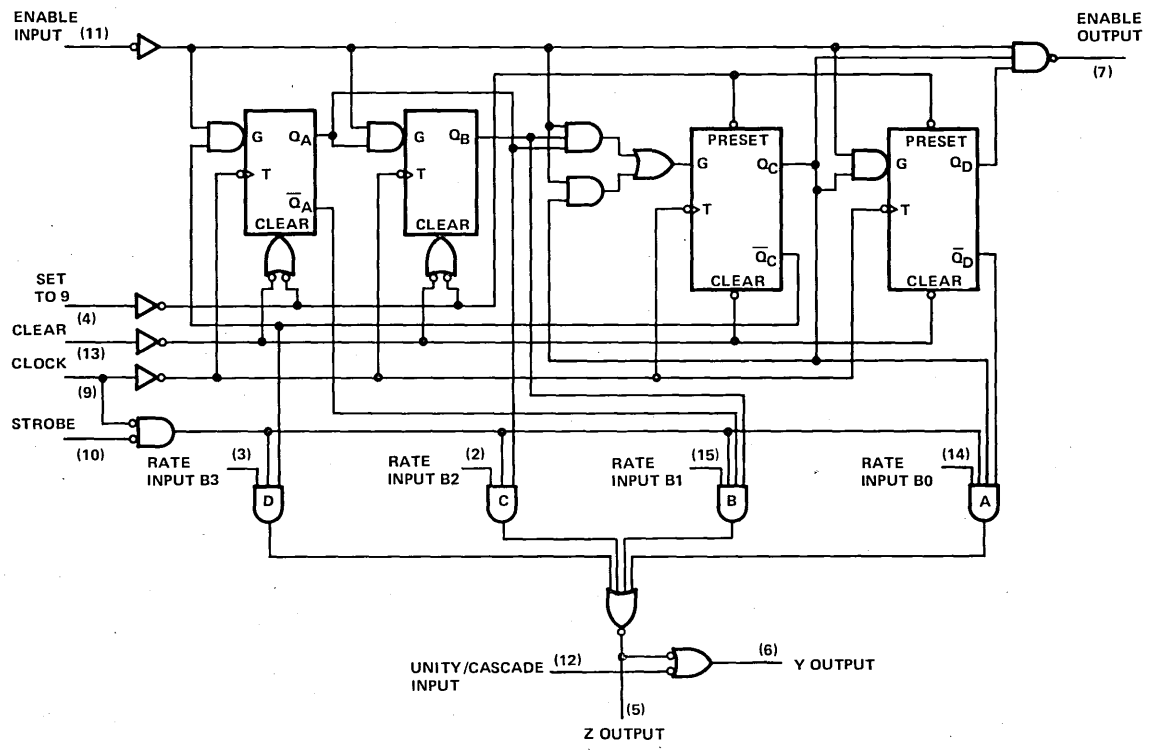 ENABLE
INPUT (11)
ENABLE
OUTPUT
(7)
G QA
T
Q̅A
CLEAR
G QB
T
CLEAR
PRESET
G QC
T
Q̅C
CLEAR
PRESET
G QD
T
Q̅D
CLEAR
SET
TO 9
(4)
CLEAR
(13)
CLOCK
(9)
STROBE
(10)
RATE (3)
INPUT B3
RATE (2)
INPUT B2
RATE (15)
INPUT B1
RATE (14)
INPUT B0
D
C
B
A
UNITY/CASCADE (12)
INPUT
(6) Y OUTPUT
(5)
Z OUTPUT